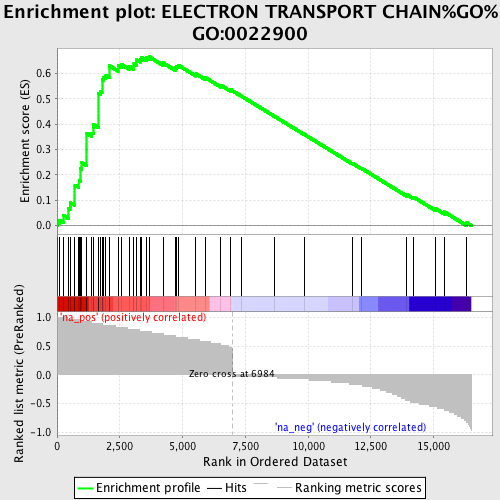 Enrichment plot: ELECTRON TRANSPORT CHAIN%GO%
GO:0022900
Enrichment score (ES)
0.6
0.5
0.4
0.3
0.2
0.1
0.0
Ranked list metric (PreRanked)
1.0
0.5
0.0
-0.5
-1.0
'na_pos' (positively correlated)
Zero cross at 6984
'na_neg' (negatively correlated)
0
2,500
5,000
7,500
10,000
12,500
15,000
Rank in Ordered Dataset
Enrichment profile
Hits
Ranking metric scores